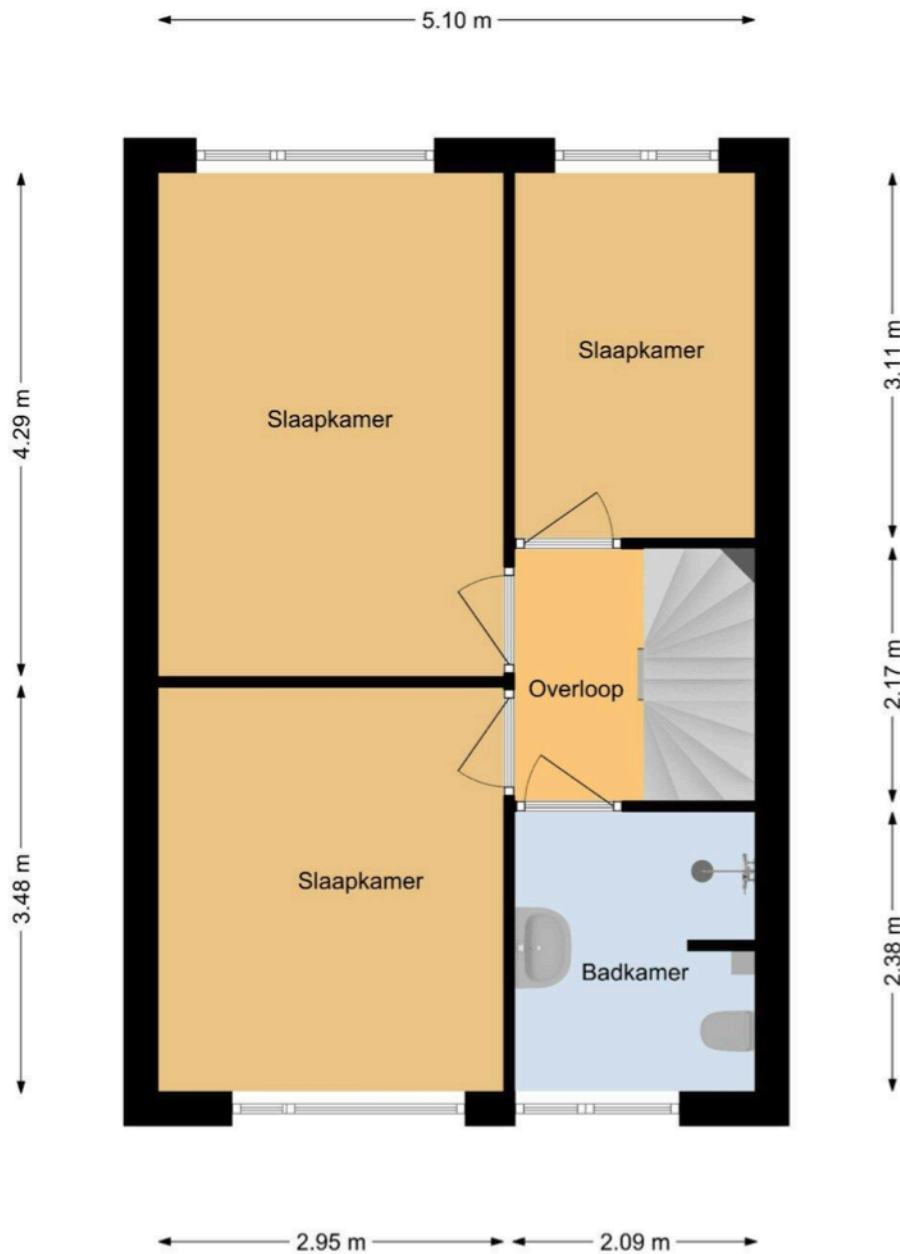 5.10 m
4.29 m
3.11 m
Slaapkamer
Slaapkamer
2.17 m
Overloop
3.48 m
Slaapkamer
2.38 m
Badkamer
2.95 m
2.09 m